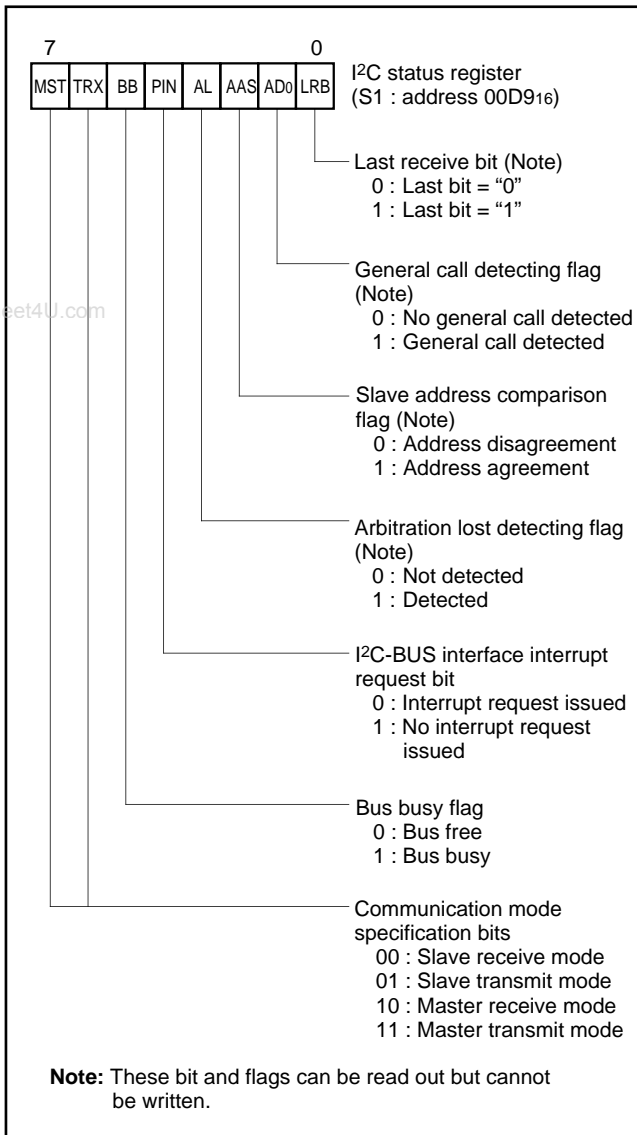 7 0
MST TRX BB PIN AL AAS AD0 LRB
I2C status register
(S1 : address 00D916)
Last receive bit (Note)
0 : Last bit = “0”
1 : Last bit = “1”
General call detecting flag
(Note)
0 : No general call detected
1 : General call detected
eet4U.com
Slave address comparison
flag (Note)
0 : Address disagreement
1 : Address agreement
Arbitration lost detecting flag
(Note)
0 : Not detected
1 : Detected
I2C-BUS interface interrupt
request bit
0 : Interrupt request issued
1 : No interrupt request
issued
Bus busy flag
0 : Bus free
1 : Bus busy
Communication mode
specification bits
00 : Slave receive mode
01 : Slave transmit mode
10 : Master receive mode
11 : Master transmit mode
Note: These bit and flags can be read out but cannot
be written.